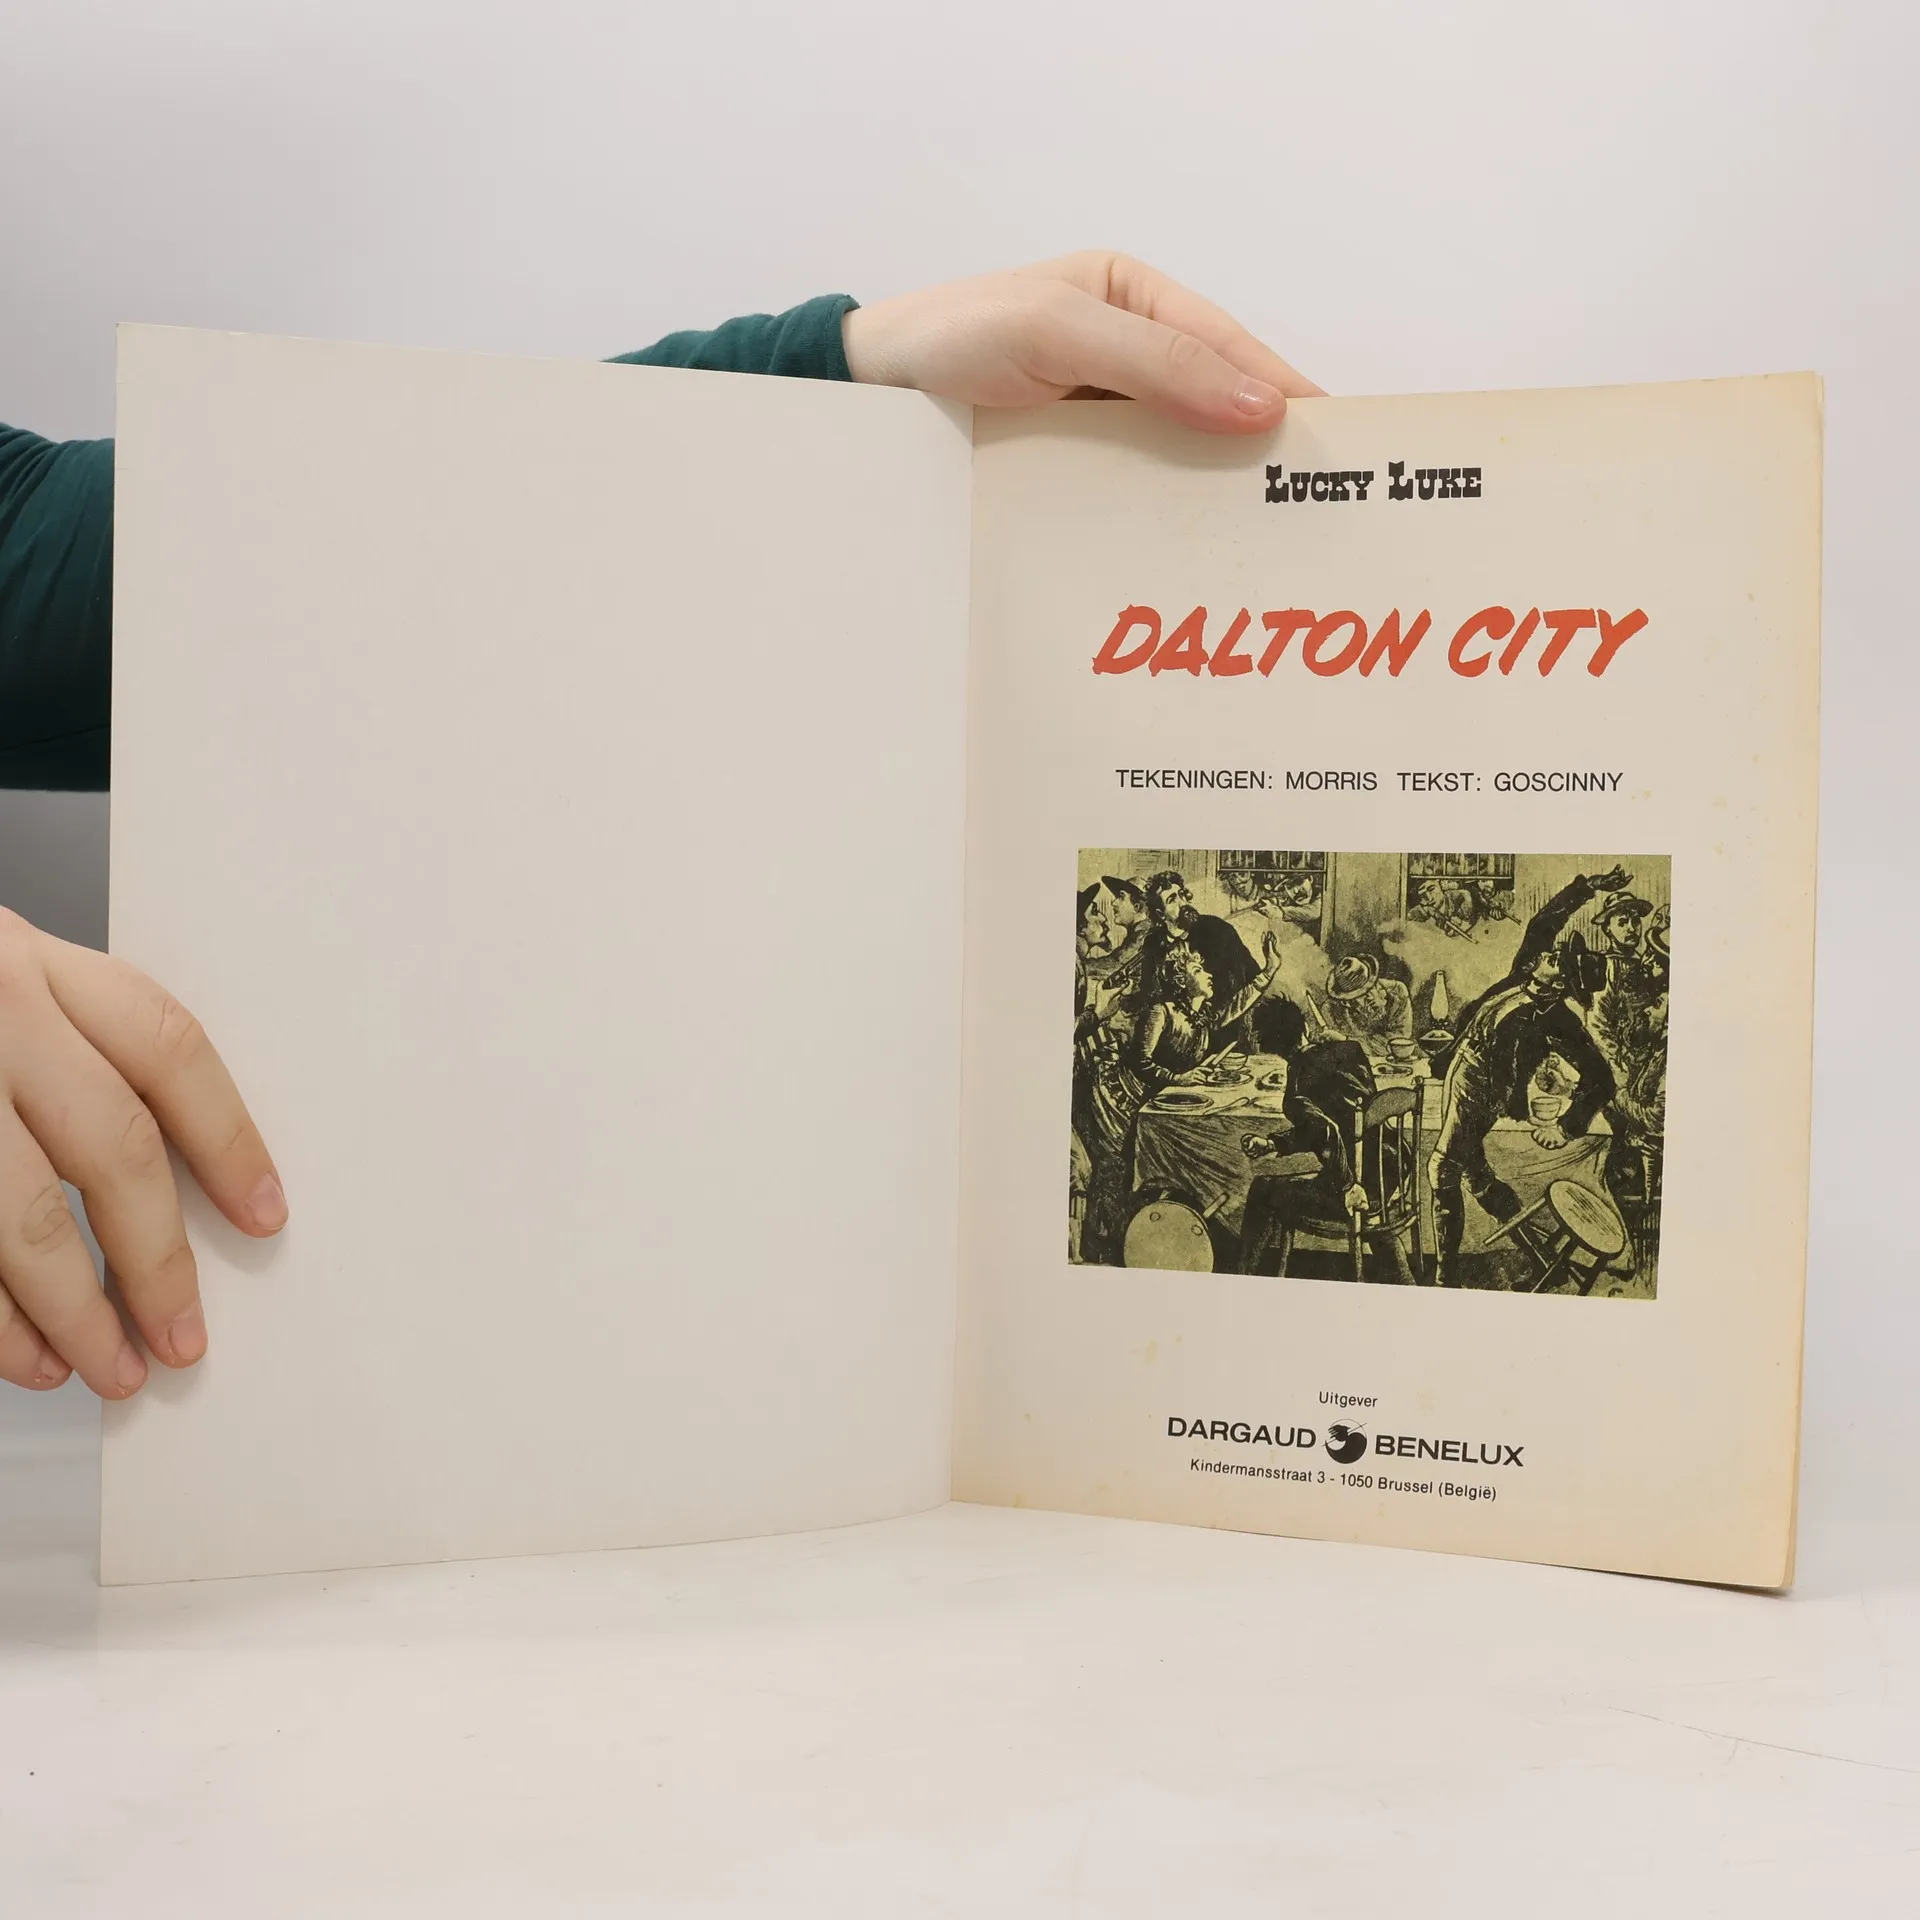 LUCKY LUKE
DALTON CITY
TEKENINGEN: MORRIS TEKST: GOSCINNY
Uitgever
DARGAUD BENELUX
Kindermansstraat 3 - 1050 Brussel (België)